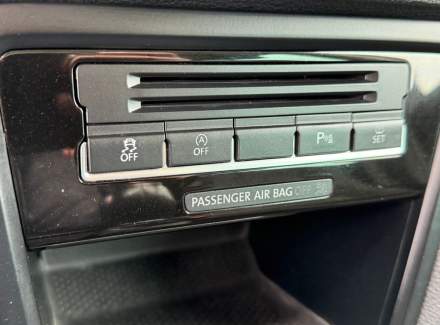 OFF
A
OFF
P
SET
PASSENGER AIR BAG OFF